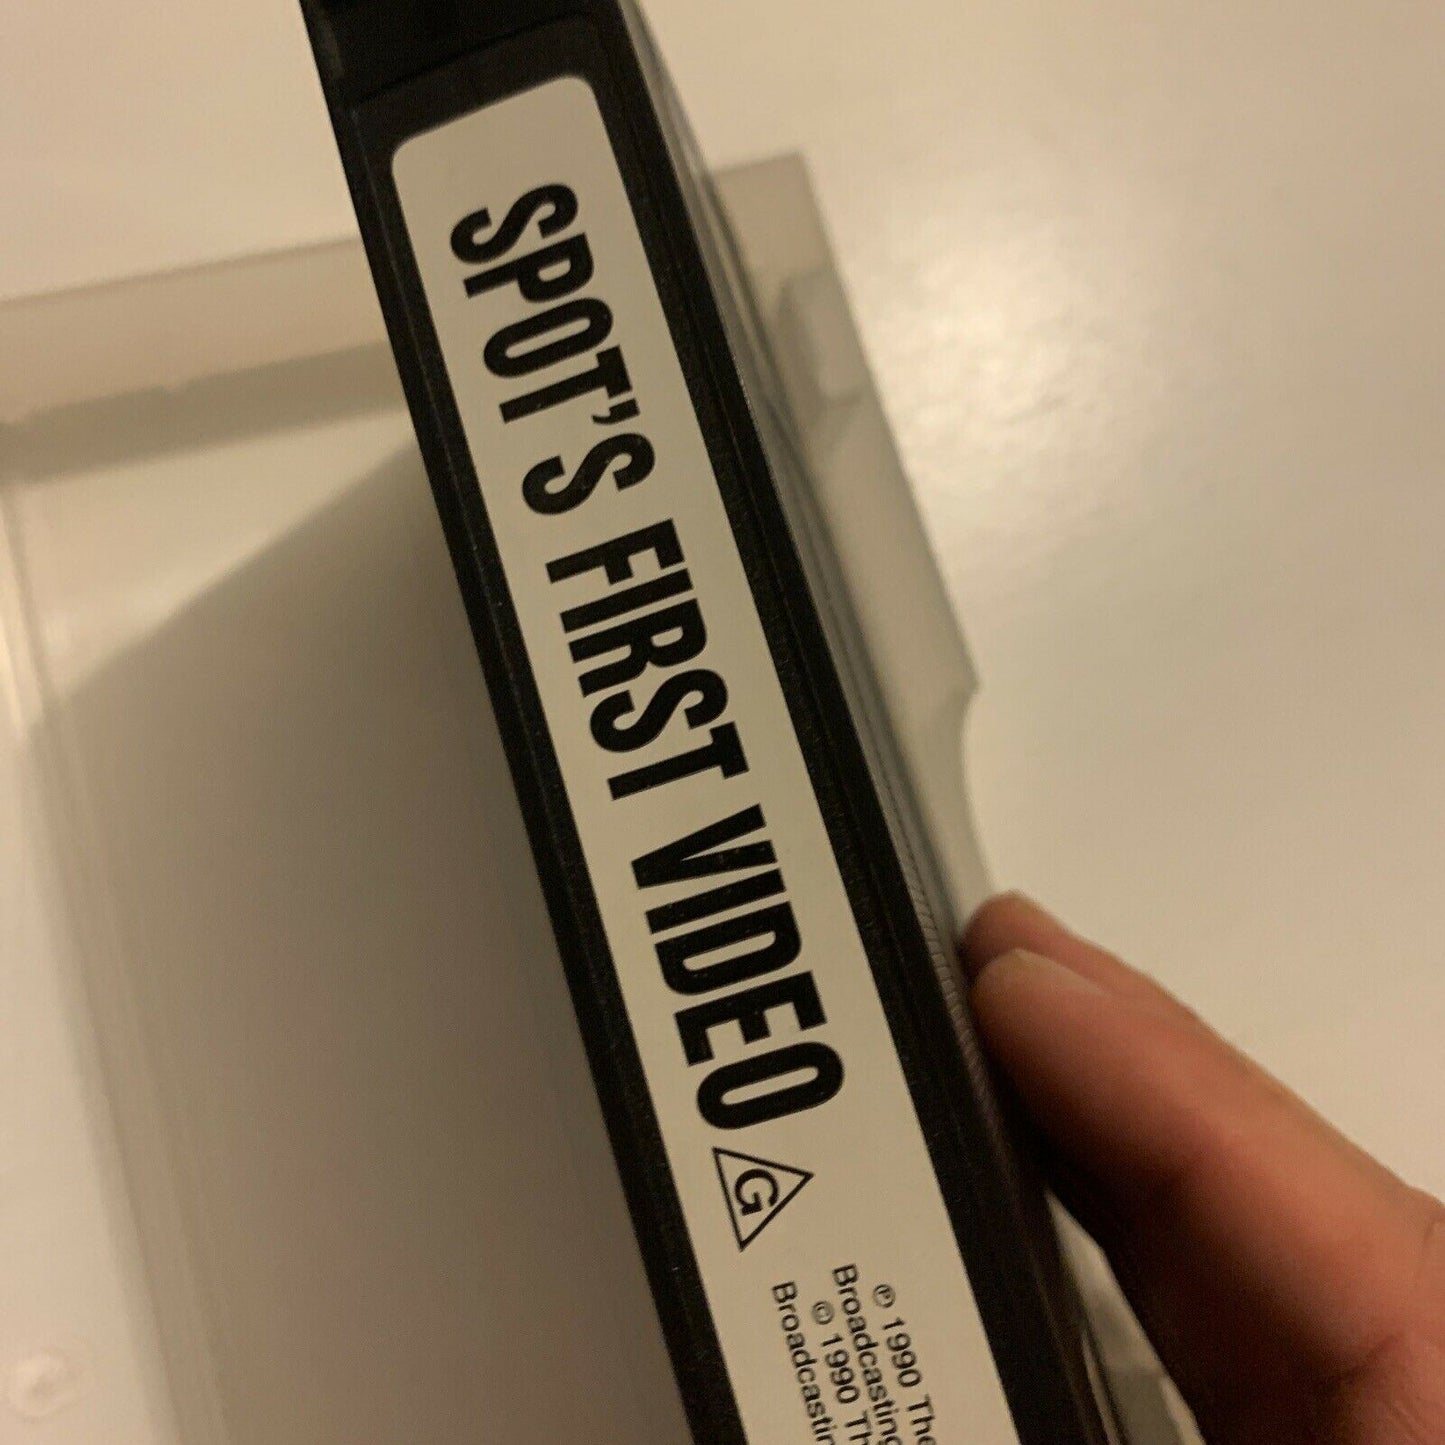 SPOT'S FIRST VIDEO
G
℗ 1990 The
Broadcasting
© 1990 Th
Broadcastin